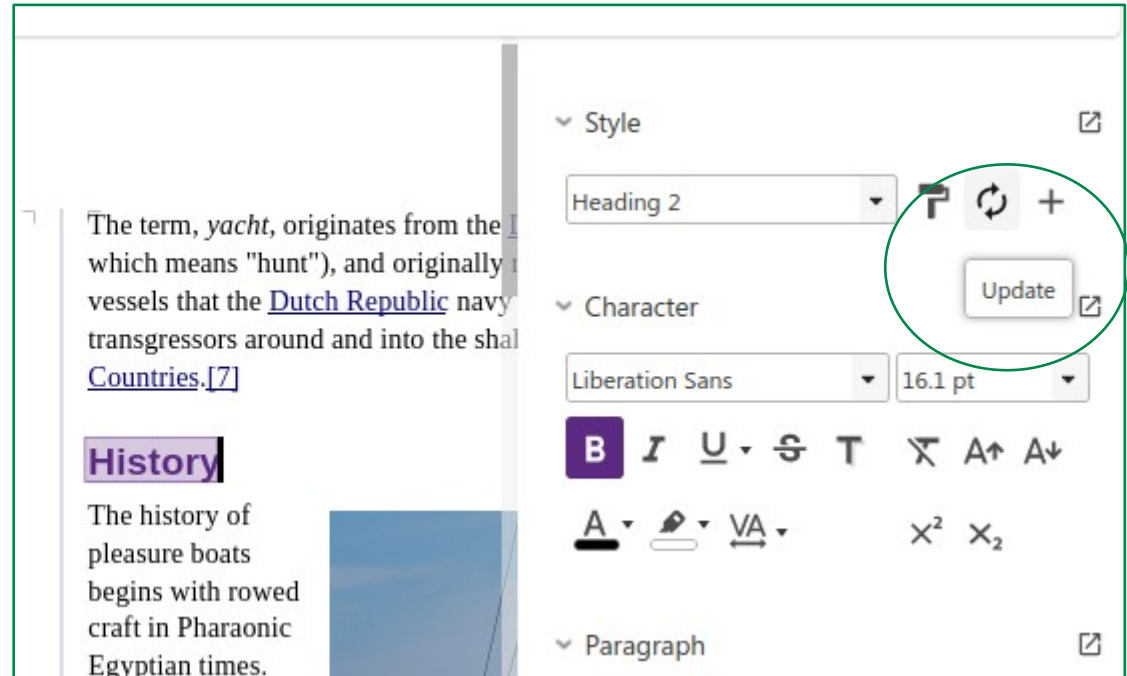 The term, yacht, originates from the
which means "hunt"), and originally
vessels that the Dutch Republic navy
transgressors around and into the
Countries.[7]
History
The history of
pleasure boats
begins with rowed
craft in Pharaonic
Egyptian times.
Style
Heading 2
Update
Character
Liberation Sans 16.1 pt
B I U S T A A
A VA X² X₂
Paragraph